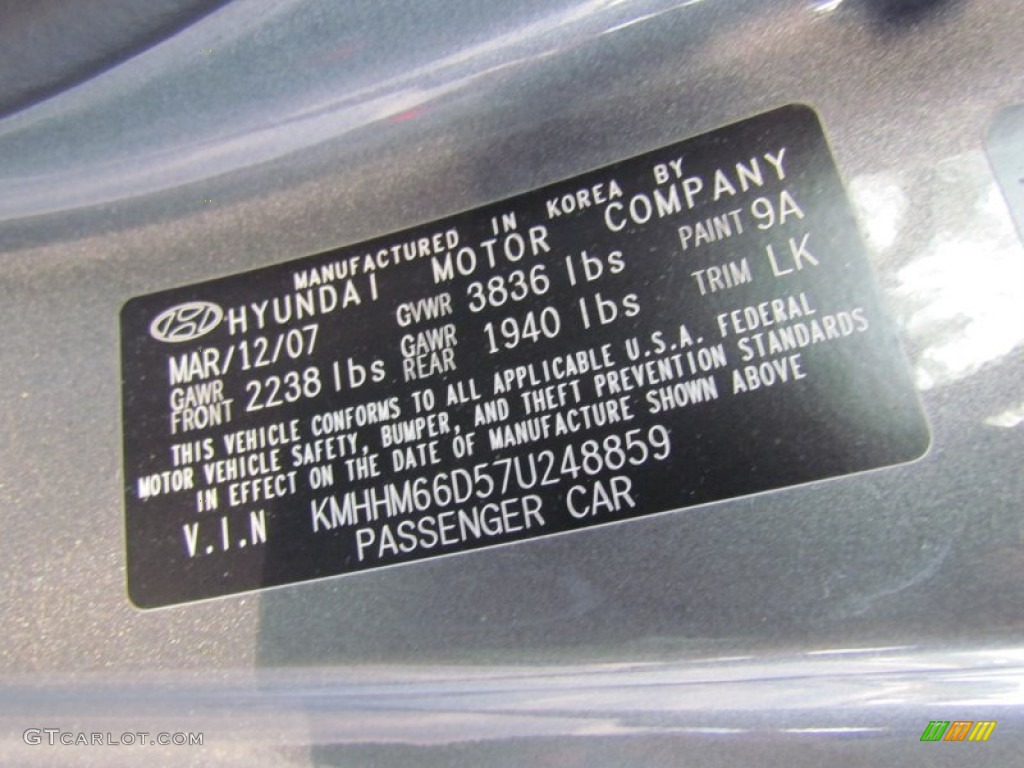 MANUFACTURED IN KOREA BY
HYUNDAI MOTOR COMPANY
MAR/12/07 GVWR 3836 lbs PAINT 9A
GAWR FRONT 2238 lbs GAWR REAR 1940 lbs TRIM LK
THIS VEHICLE CONFORMS TO ALL APPLICABLE U.S.A. FEDERAL
MOTOR VEHICLE SAFETY, BUMPER, AND THEFT PREVENTION STANDARDS
IN EFFECT ON THE DATE OF MANUFACTURE SHOWN ABOVE
V.I.N KMHHM66D57U248859
PASSENGER CAR
GTCARLOT.COM